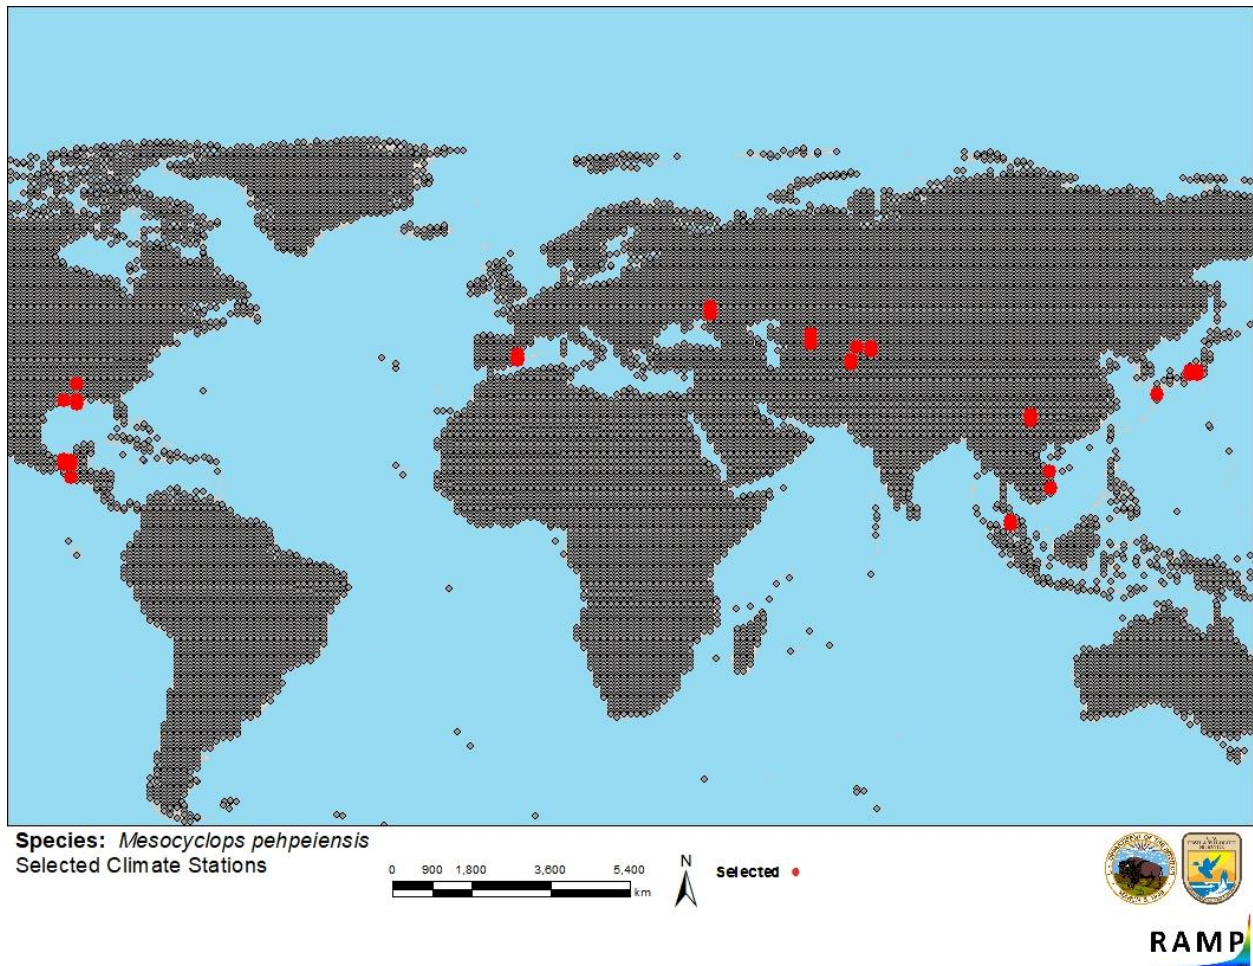 Species: Mesocyclops pehpeiensis
Selected Climate Stations
0 900 1,800 3,600 5,400
km
N
Selected
RAMP